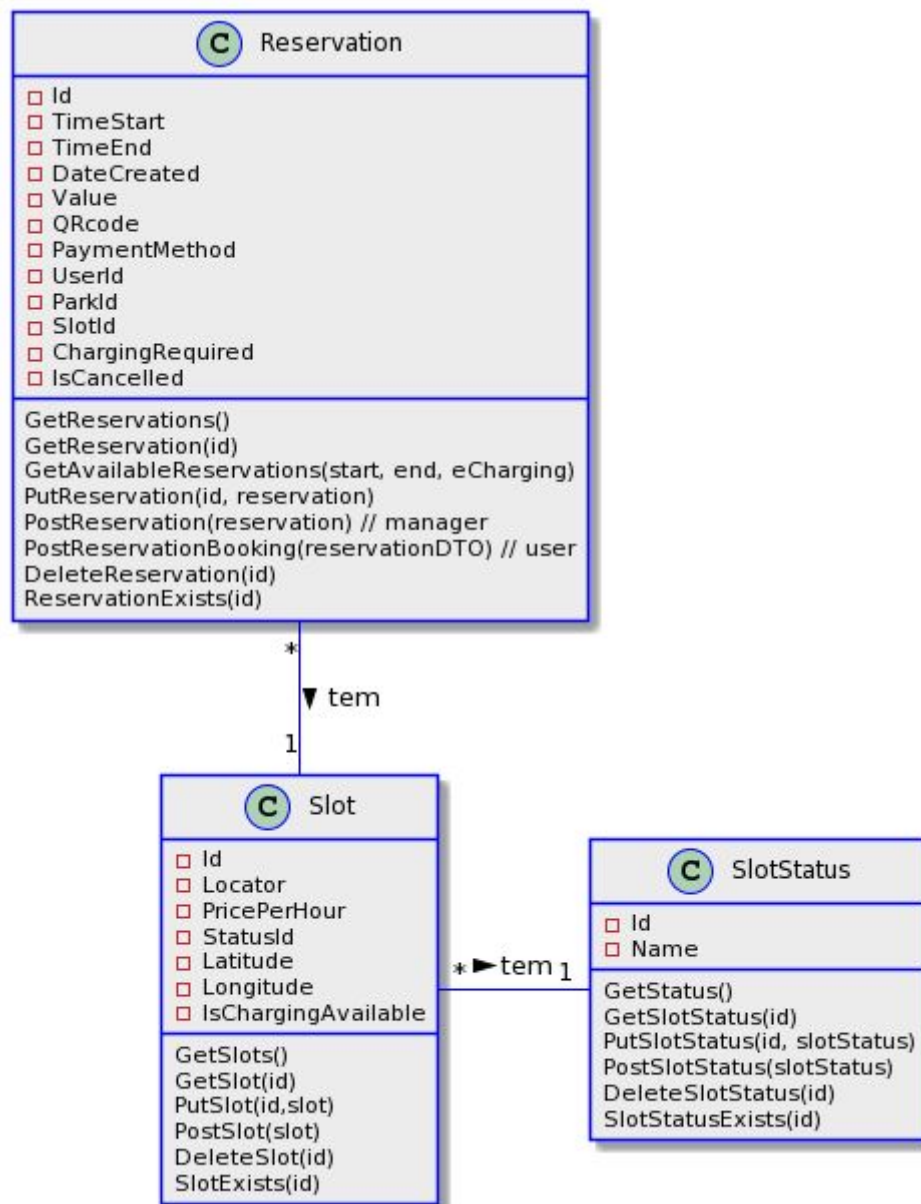 C Reservation
Id
TimeStart
TimeEnd
DateCreated
Value
QRcode
PaymentMethod
UserId
ParkId
SlotId
ChargingRequired
IsCancelled
GetReservations()
GetReservation(id)
GetAvailableReservations(start, end, eCharging)
PutReservation(id, reservation)
PostReservation(reservation) // manager
PostReservationBooking(reservationDTO) // user
DeleteReservation(id)
ReservationExists(id)
*
tem
1
C Slot
Id
Locator
PricePerHour
StatusId
Latitude
Longitude
IsChargingAvailable
GetSlots()
GetSlot(id)
PutSlot(id,slot)
PostSlot(slot)
DeleteSlot(id)
SlotExists(id)
* tem 1
C SlotStatus
Id
Name
GetStatus()
GetSlotStatus(id)
PutSlotStatus(id, slotStatus)
PostSlotStatus(slotStatus)
DeleteSlotStatus(id)
SlotStatusExists(id)